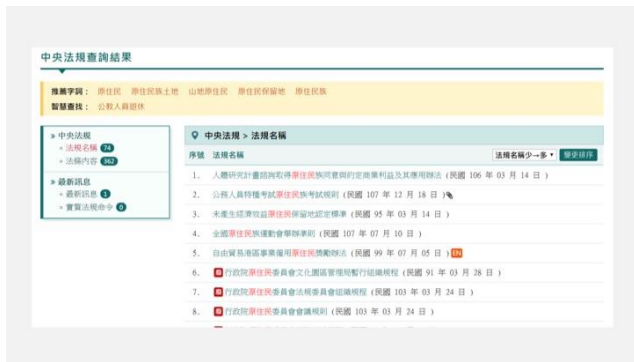 中央法規查詢結果
推薦字詞： 原住民 原住民族土地 山地原住民 原住民保留地 原住民族
智慧查找： 公教人員退休
» 中央法規
法規名稱 74
法條內容 362
» 最新訊息
最新訊息 1
實質法規命令 0
中央法規 > 法規名稱
序號 法規名稱 法規名稱少→多 變更排序
1. 人體研究計畫諮詢取得原住民族同意與約定商業利益及其應用辦法 (民國 106 年 03 月 14 日 )
2. 公務人員特種考試原住民族考試規則 (民國 107 年 12 月 18 日 )
3. 未產生經濟效益原住民保留地認定標準 (民國 95 年 03 月 14 日 )
4. 全國原住民族運動會舉辦準則 (民國 107 年 07 月 10 日 )
5. 自由貿易港區事業僱用原住民獎勵辦法 (民國 99 年 07 月 05 日 ) EN
6. 行政院原住民委員會文化園區管理局暫行組織規程 (民國 91 年 03 月 28 日 )
7. 行政院原住民委員會法規委員會組織規程 (民國 103 年 03 月 24 日 )
8. 行政院原住民委員會會議規則 (民國 103 年 03 月 24 日 )